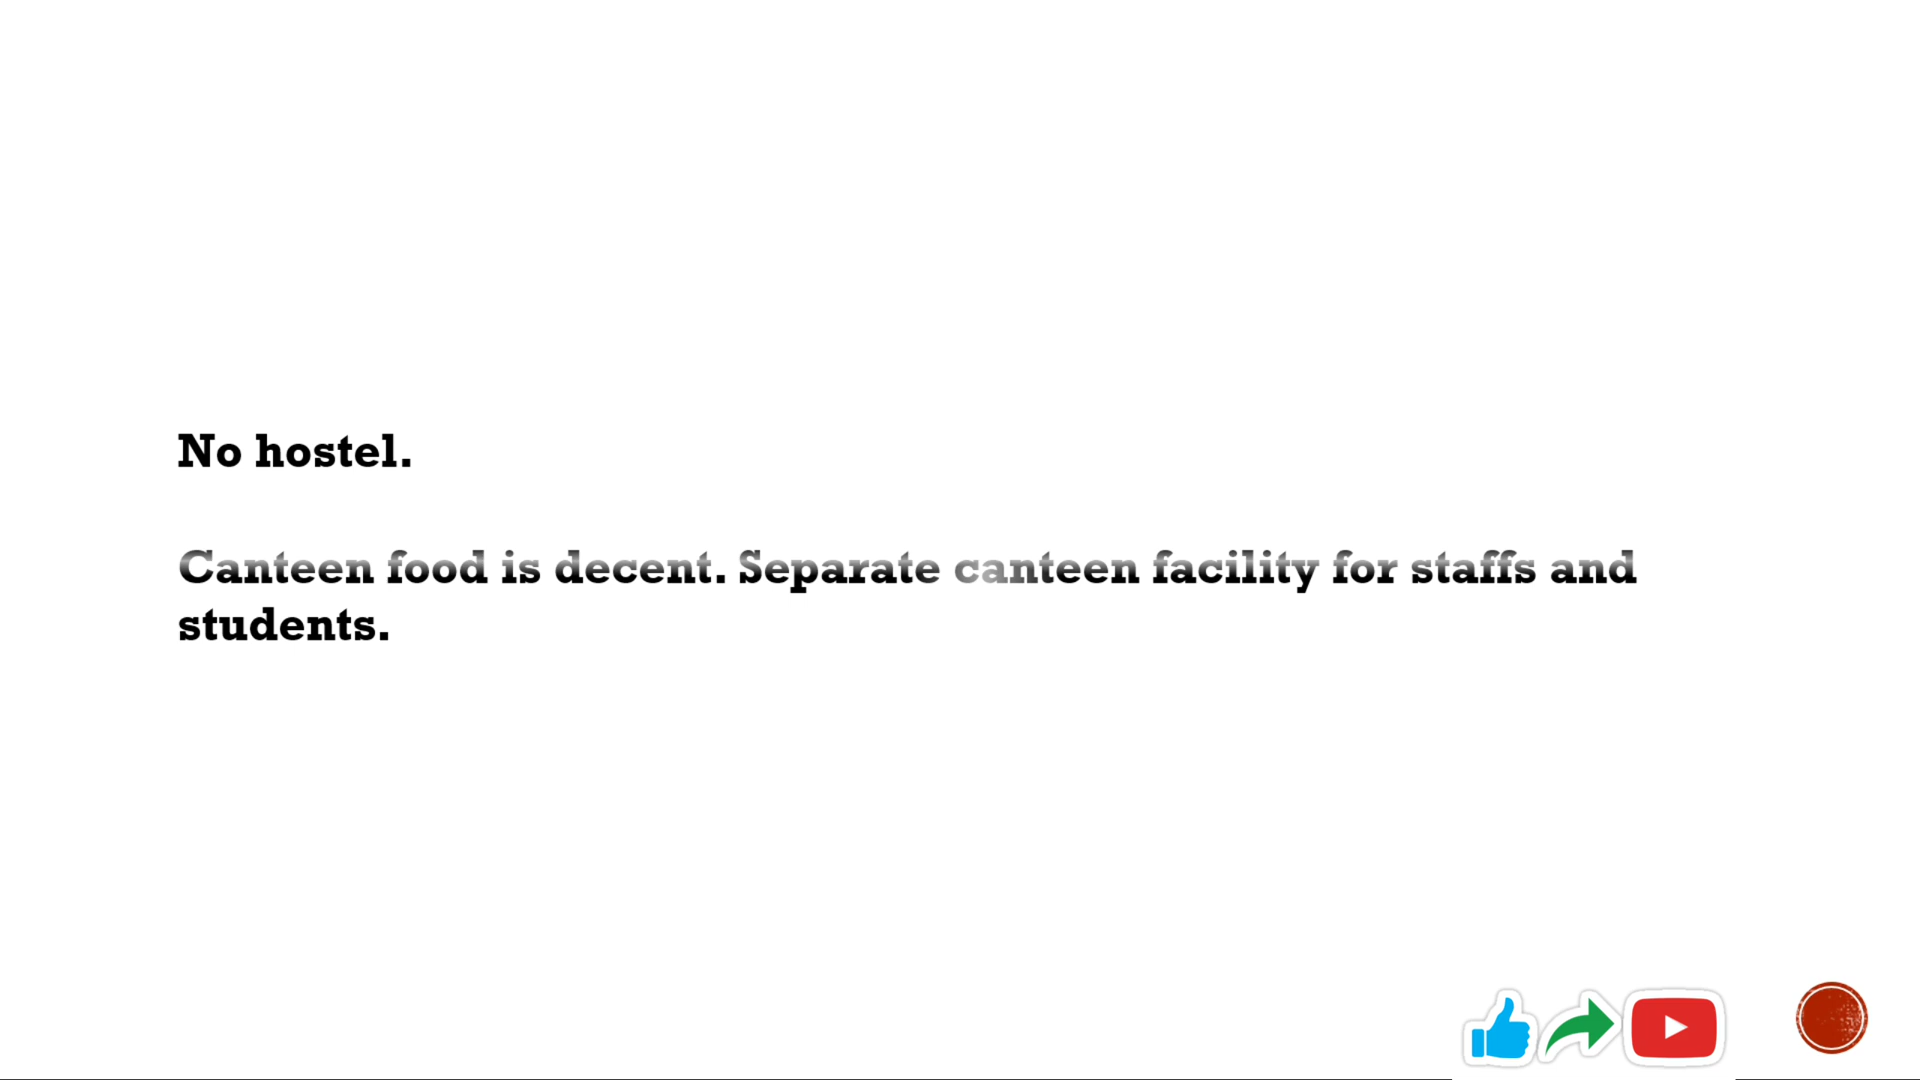 No hostel.
Canteen food is decent. Separate canteen facility for staffs and
students.